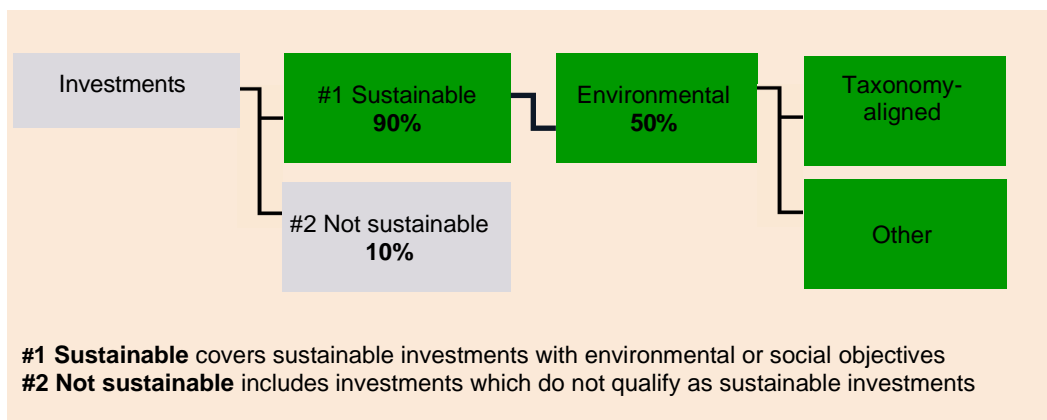 Investments
#1 Sustainable
90%
Environmental
50%
Taxonomy-
aligned
#2 Not sustainable
10%
Other
#1 Sustainable covers sustainable investments with environmental or social objectives
#2 Not sustainable includes investments which do not qualify as sustainable investments